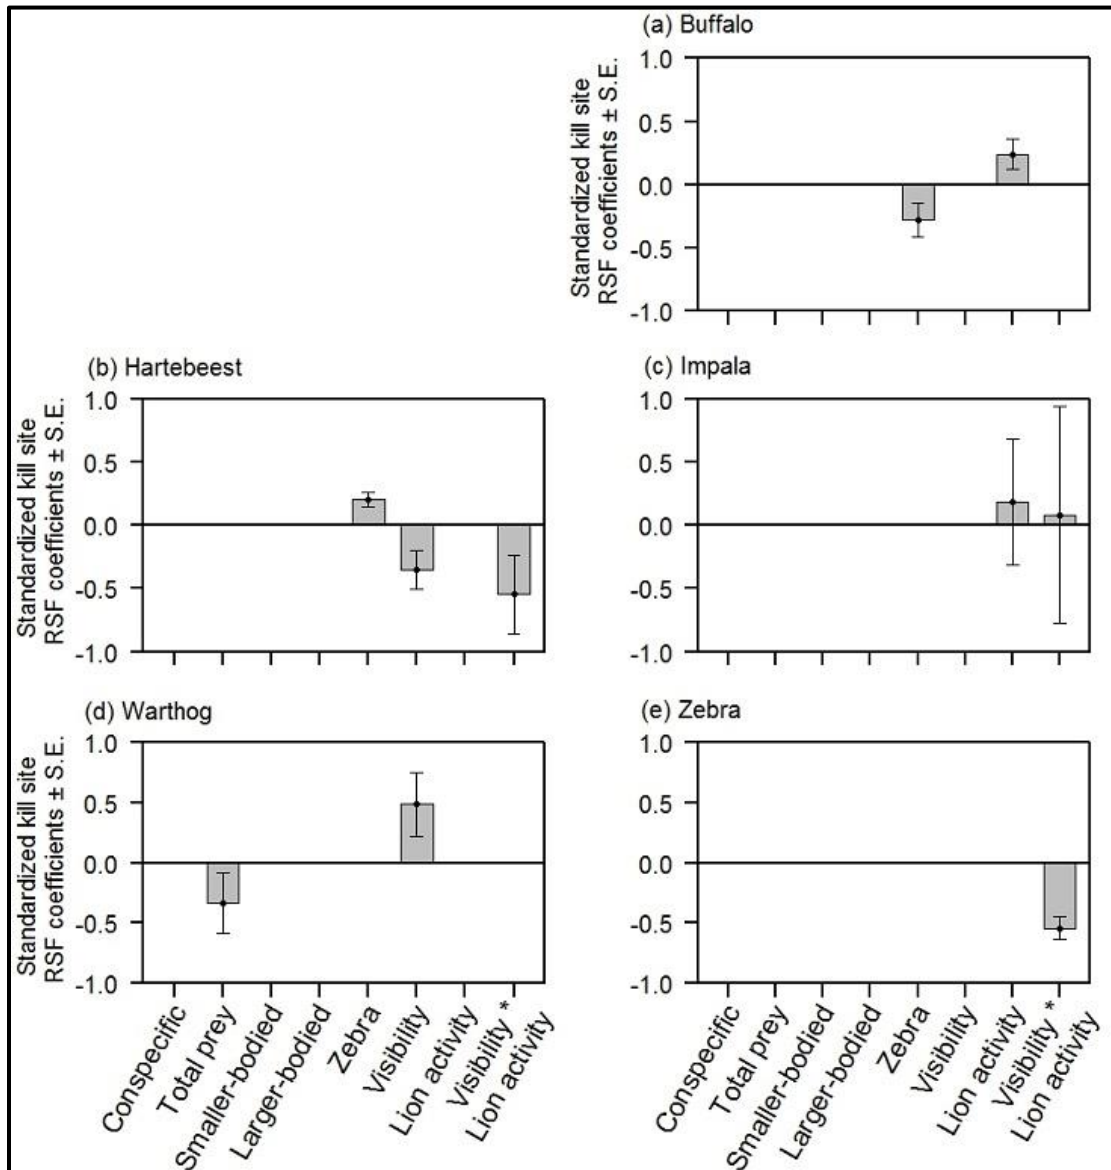 (a) Buffalo
Standardized kill site
RSF coefficients ± S.E.
1.0
0.5
0.0
-0.5
-1.0
(b) Hartebeest
Standardized kill site
RSF coefficients ± S.E.
1.0
0.5
0.0
-0.5
-1.0
(c) Impala
1.0
0.5
0.0
-0.5
-1.0
(d) Warthog
Standardized kill site
RSF coefficients ± S.E.
1.0
0.5
0.0
-0.5
-1.0
Conspecific
Total prey
Smaller-bodied
Larger-bodied
Zebra
Visibility
Lion activity
Visibility *
Lion activity
(e) Zebra
1.0
0.5
0.0
-0.5
-1.0
Conspecific
Total prey
Smaller-bodied
Larger-bodied
Zebra
Visibility
Lion activity
Visibility *
Lion activity